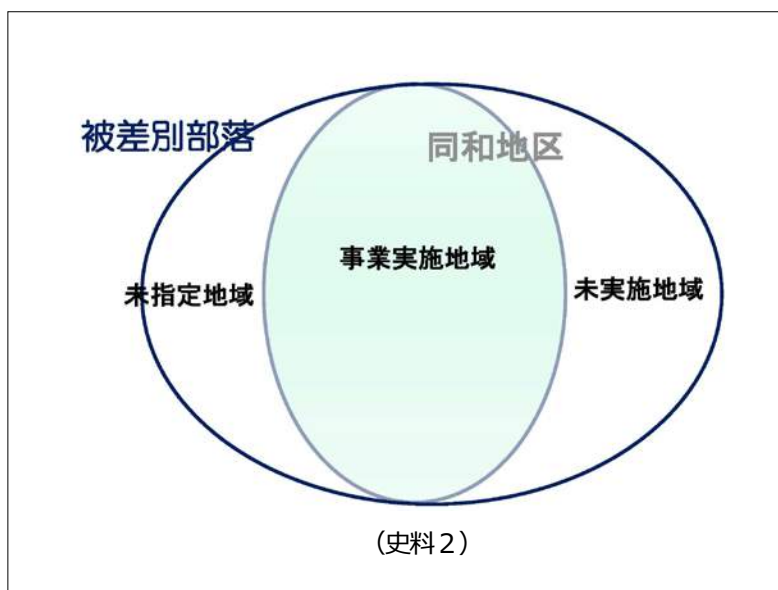 被差別部落
同和地区
事業実施地域
未指定地域
未実施地域
(史料2)